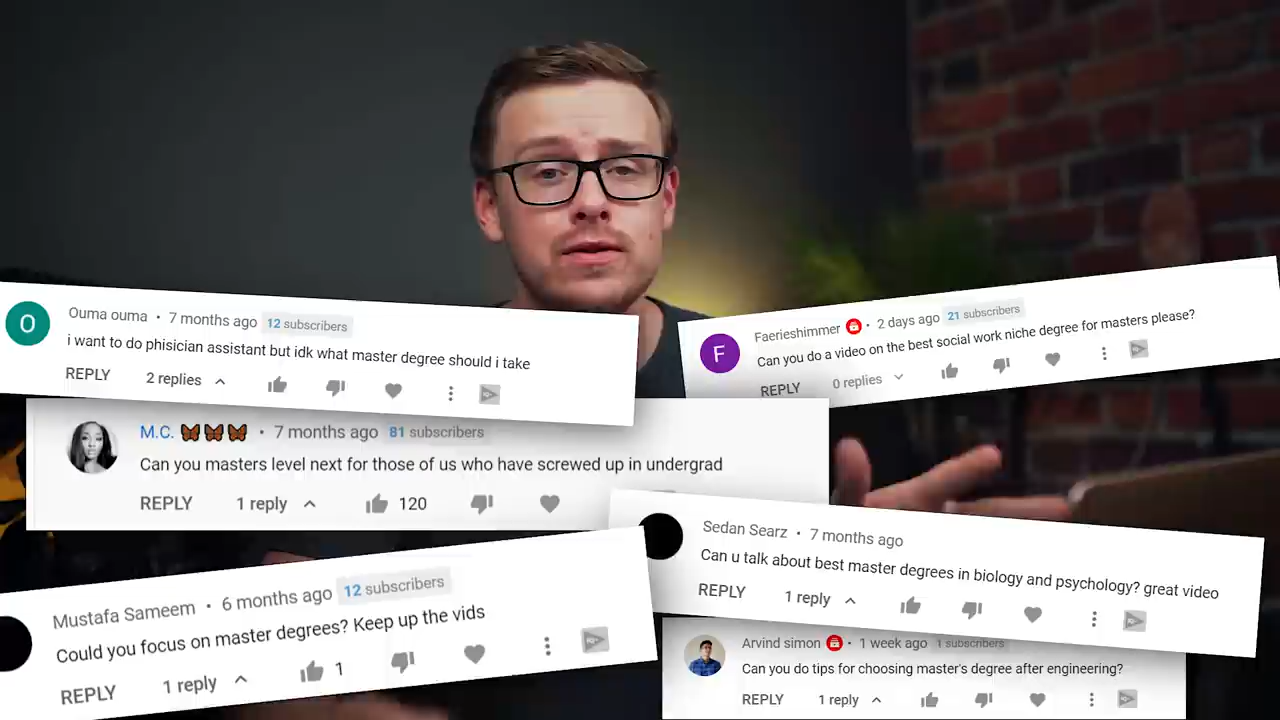 O
Ouma ouma • 7 months ago 12 subscribers
i want to do phisician assistant but idk what master degree should i take
REPLY 2 replies
F
Faerieshimmer • 2 days ago 21 subscribers
Can you do a video on the best social work niche degree for masters please?
REPLY 0 replies
M.C. 🦋🦋🦋 • 7 months ago 81 subscribers
Can you masters level next for those of us who have screwed up in undergrad
REPLY 1 reply 120
Sedan Searz • 7 months ago
Can u talk about best master degrees in biology and psychology? great video
REPLY 1 reply
Mustafa Sameem • 6 months ago 12 subscribers
Could you focus on master degrees? Keep up the vids
REPLY 1 reply 1
Arvind simon • 1 week ago 1 subscribers
Can you do tips for choosing master's degree after engineering?
REPLY 1 reply